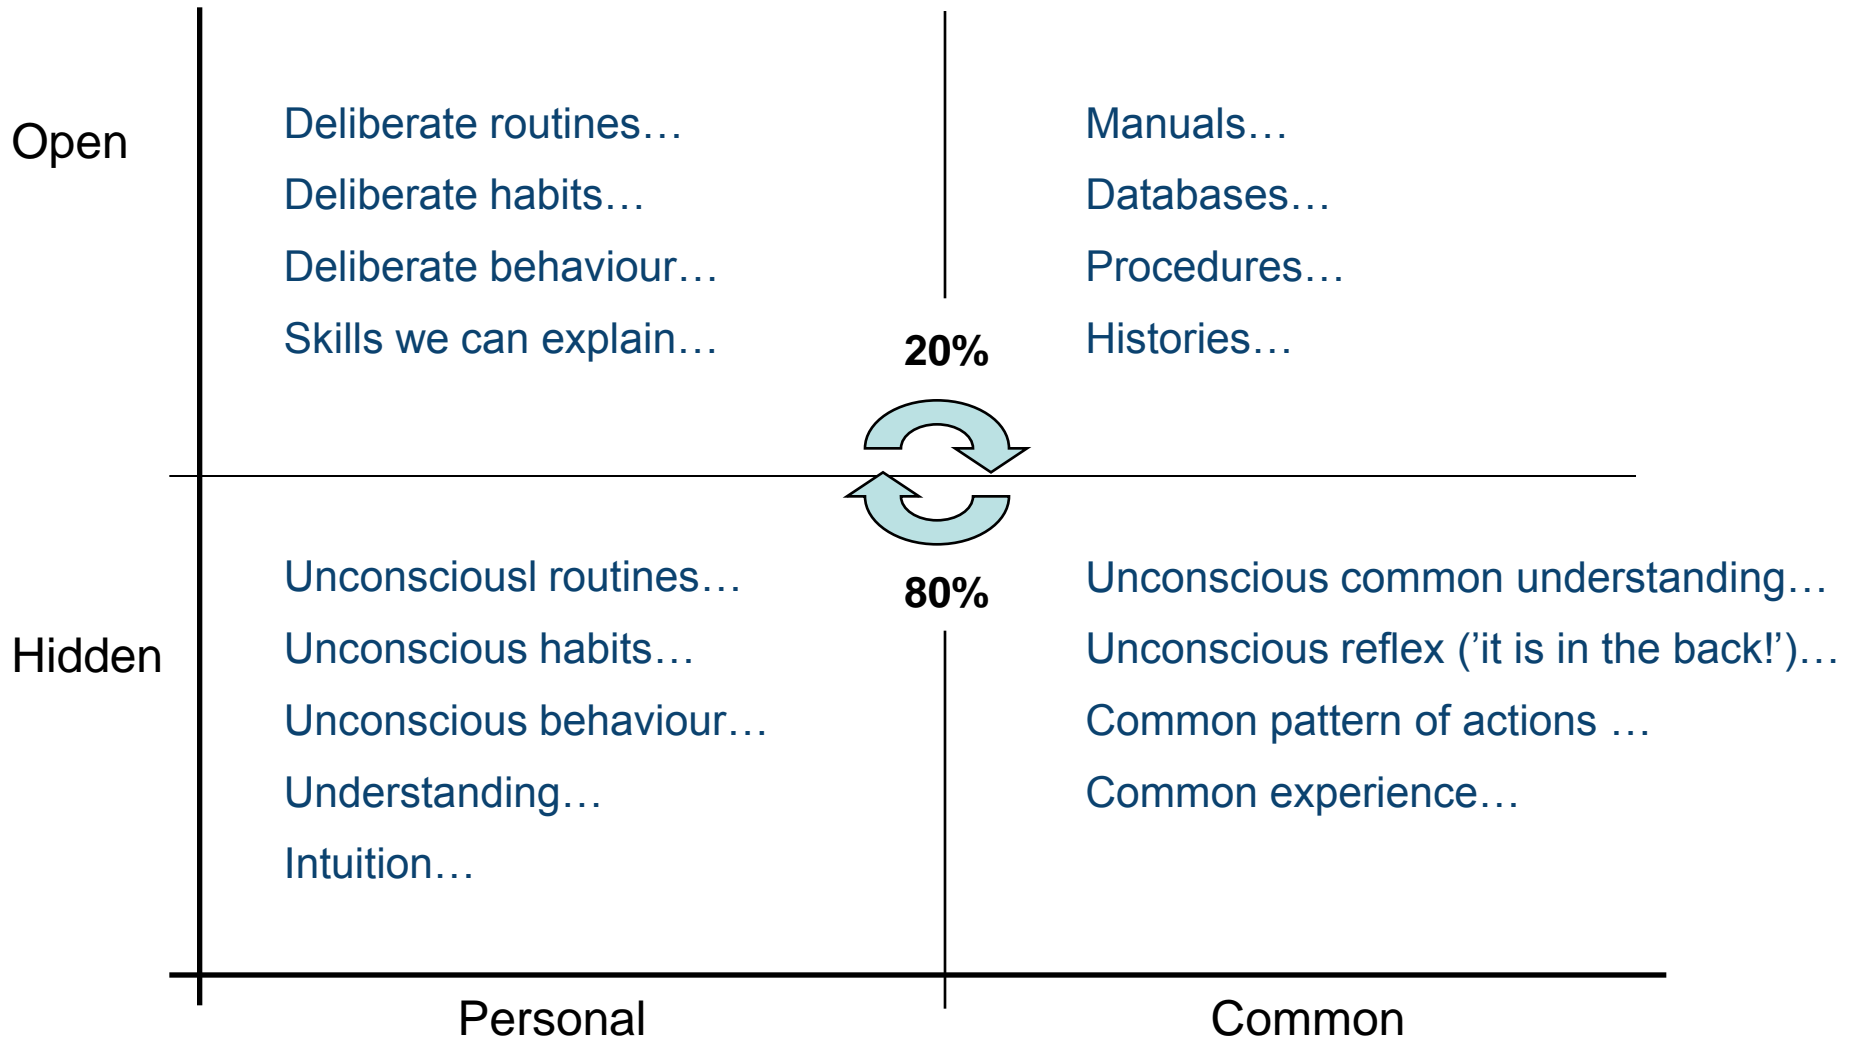 Open
Deliberate routines…
Deliberate habits…
Deliberate behaviour…
Skills we can explain…
Manuals…
Databases…
Procedures…
Histories…
20%
80%
Hidden
Unconsciousl routines…
Unconscious habits…
Unconscious behaviour…
Understanding…
Intuition…
Unconscious common understanding…
Unconscious reflex (’it is in the back!’)…
Common pattern of actions …
Common experience…
Personal
Common